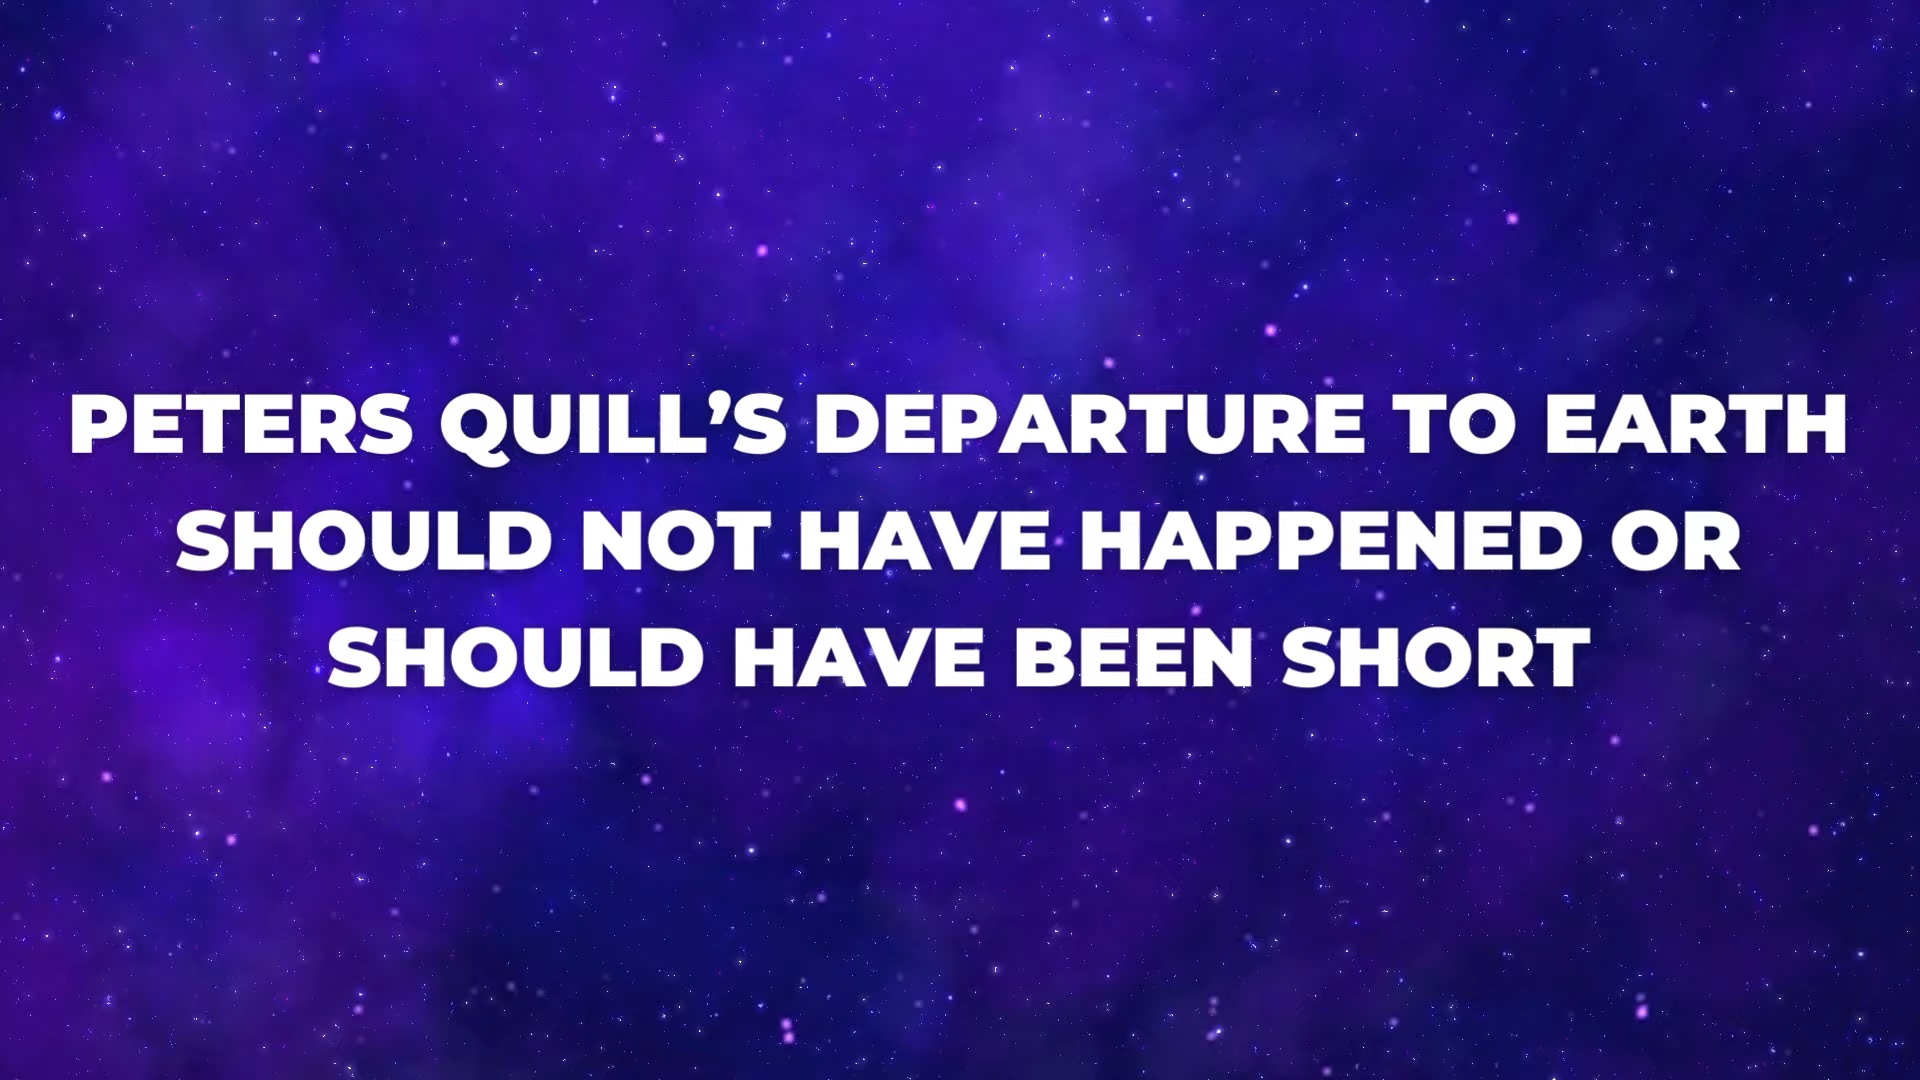 PETERS QUILL’S DEPARTURE TO EARTH
SHOULD NOT HAVE HAPPENED OR
SHOULD HAVE BEEN SHORT